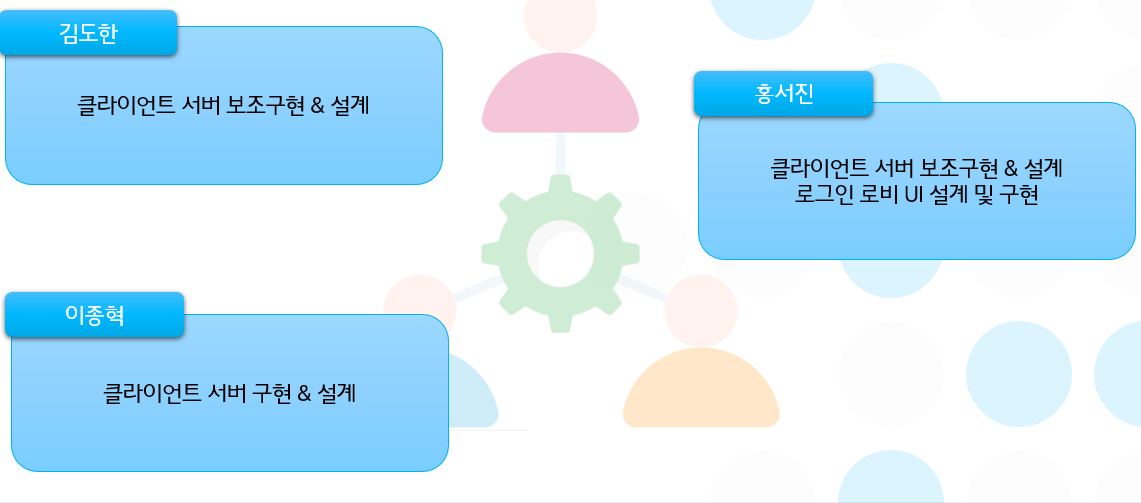 김도한
클라이언트 서버 보조구현 & 설계
홍서진
클라이언트 서버 보조구현 & 설계
로그인 로비 UI 설계 및 구현
이종혁
클라이언트 서버 구현 & 설계